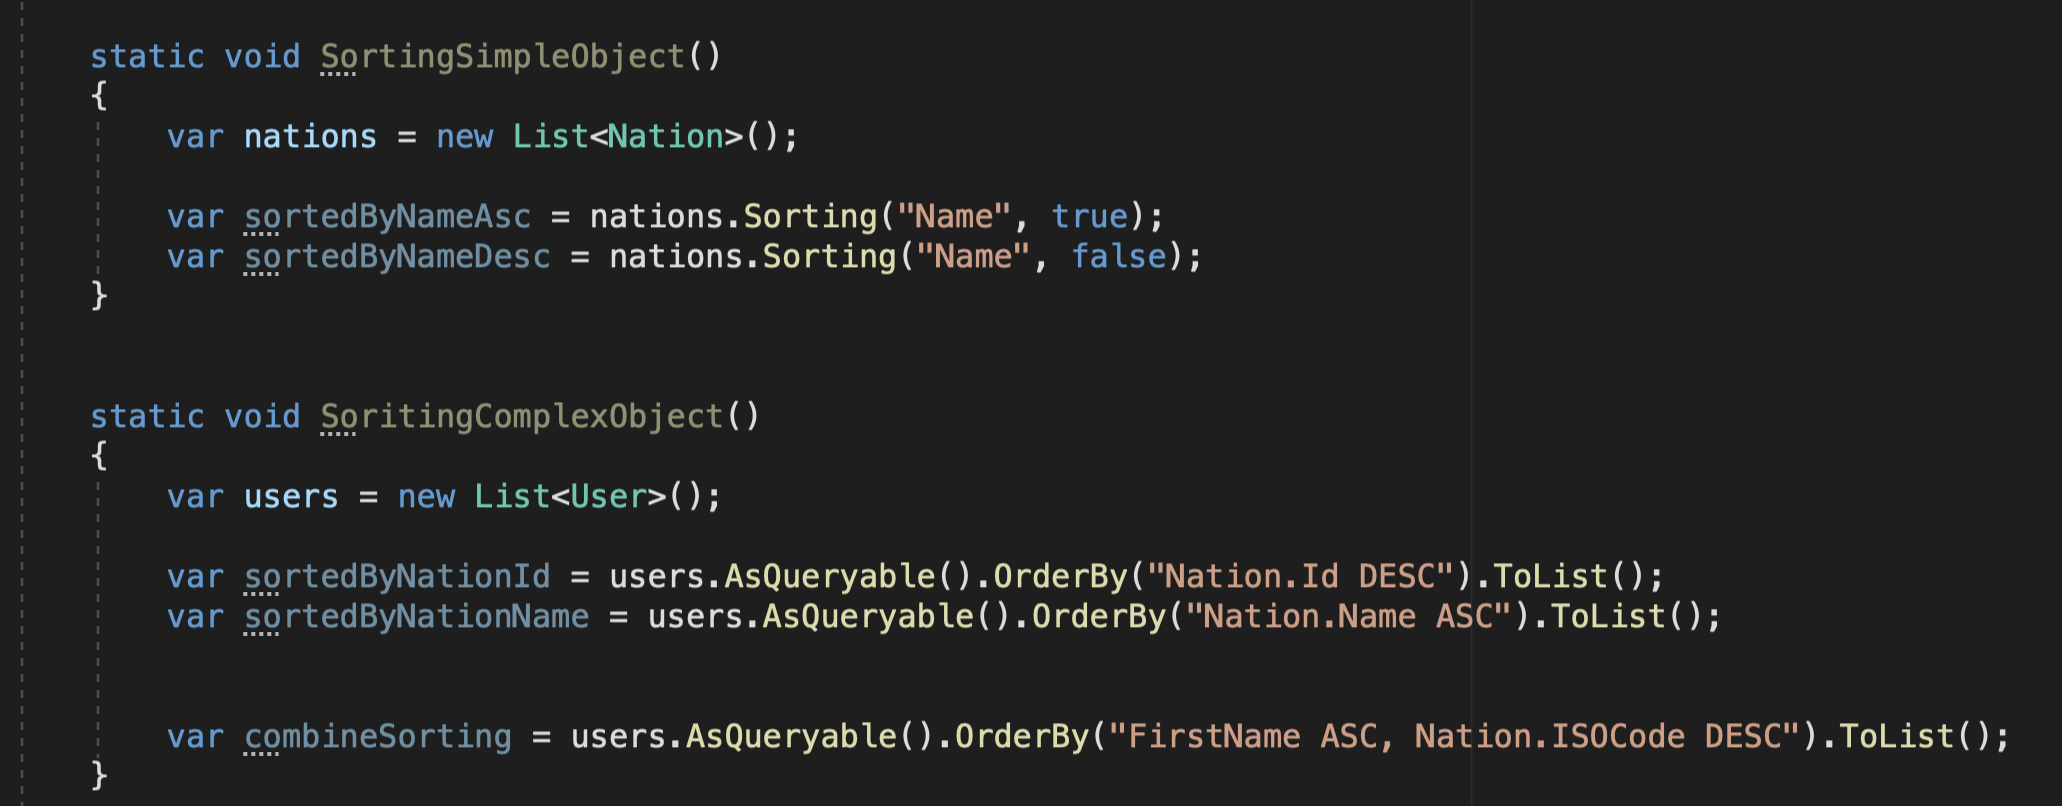 static void SortingSimpleObject()
{
var nations = new List<Nation>();
var sortedByNameAsc = nations.Sorting("Name", true);
var sortedByNameDesc = nations.Sorting("Name", false);
}
static void SoritingComplexObject()
{
var users = new List<User>();
var sortedByNationId = users.AsQueryable().OrderBy("Nation.Id DESC").ToList();
var sortedByNationName = users.AsQueryable().OrderBy("Nation.Name ASC").ToList();
var combineSorting = users.AsQueryable().OrderBy("FirstName ASC, Nation.ISOCode DESC").ToList();
}